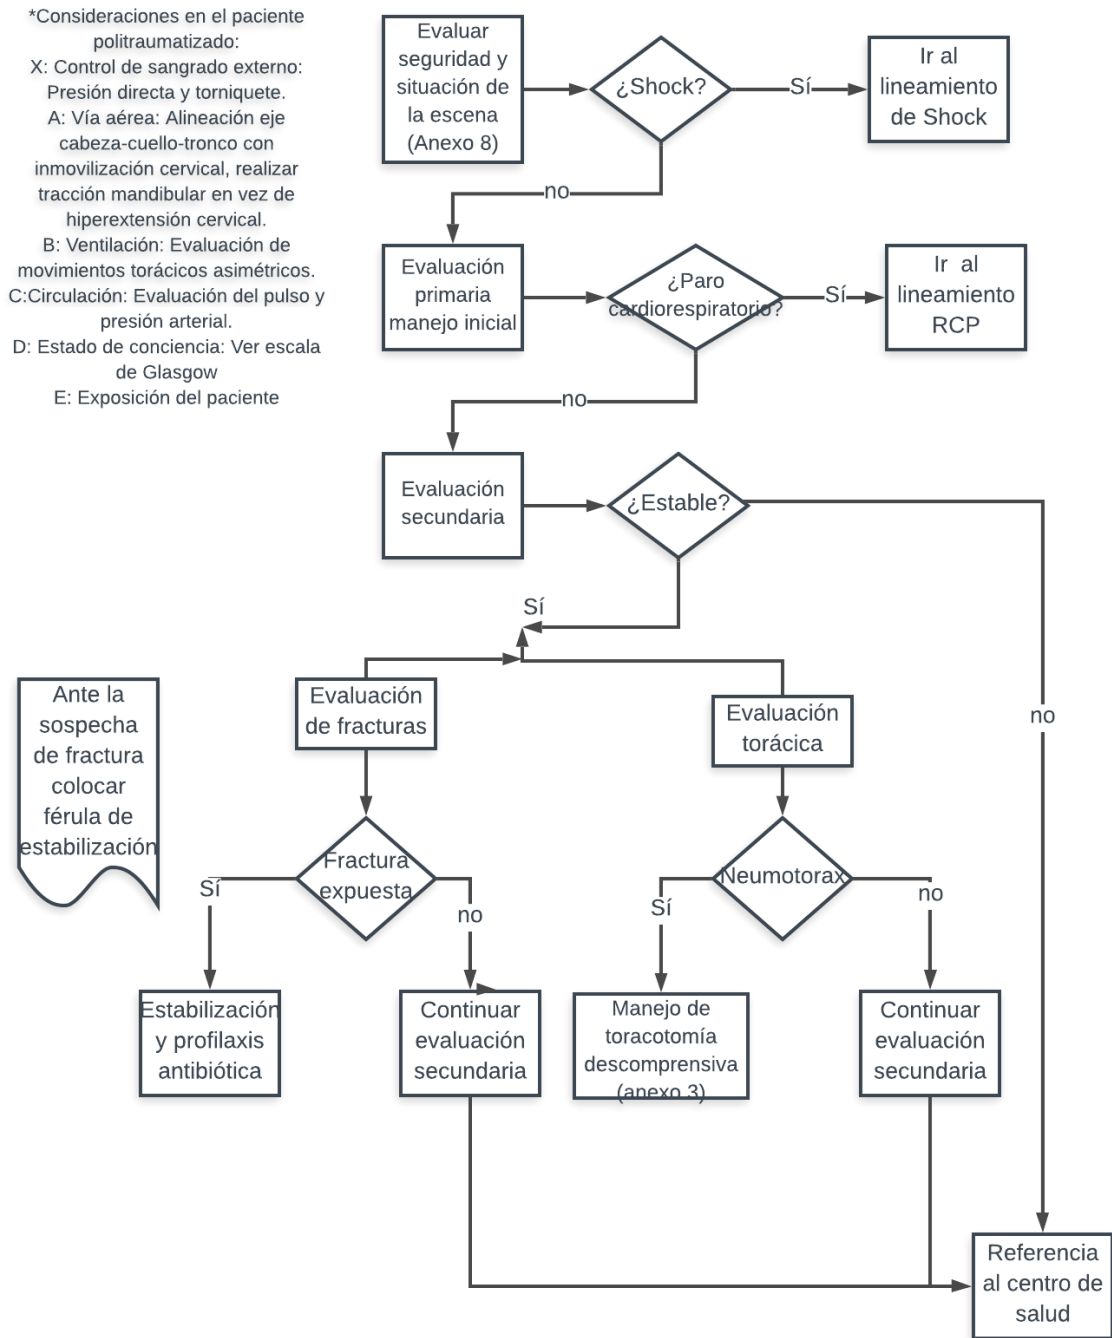 *Consideraciones en el paciente
politraumatizado:
X: Control de sangrado externo:
Presión directa y torniquete.
A: Vía aérea: Alineación eje
cabeza-cuello-tronco con
inmovilización cervical, realizar
tracción mandibular en vez de
hiperextensión cervical.
B: Ventilación: Evaluación de
movimientos torácicos asimétricos.
C:Circulación: Evaluación del pulso y
presión arterial.
D: Estado de conciencia: Ver escala
de Glasgow
E: Exposición del paciente
Evaluar
seguridad y
situación de
la escena
(Anexo 8)
¿Shock?
Sí
Ir al
lineamiento
de Shock
no
Evaluación
primaria
manejo inicial
¿Paro
cardiorespiratorio?
Sí
Ir al
lineamiento
RCP
no
Evaluación
secundaria
¿Estable?
Sí
no
Ante la
sospecha
de fractura
colocar
férula de
estabilización
Evaluación
de fracturas
Evaluación
torácica
Fractura
expuesta
Sí
no
Neumotorax
Sí
no
Estabilización
y profilaxis
antibiótica
Continuar
evaluación
secundaria
Manejo de
toracotomía
descomprensiva
(anexo 3)
Continuar
evaluación
secundaria
Referencia
al centro de
salud